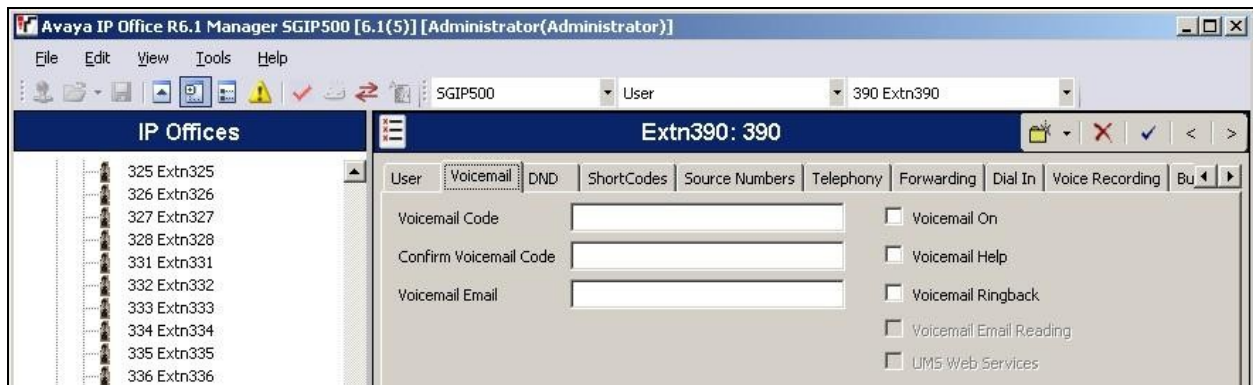 Avaya IP Office R6.1 Manager SGIP500 [6.1(5)] [Administrator(Administrator)]
File Edit View Tools Help
SGIP500 User 390 Extn390
IP Offices
325 Extn325
326 Extn326
327 Extn327
328 Extn328
331 Extn331
332 Extn332
333 Extn333
334 Extn334
335 Extn335
336 Extn336
Extn390: 390
User Voicemail DND ShortCodes Source Numbers Telephony Forwarding Dial In Voice Recording Bu
Voicemail Code
Confirm Voicemail Code
Voicemail Email
Voicemail On
Voicemail Help
Voicemail Ringback
Voicemail Email Reading
UMS Web Services